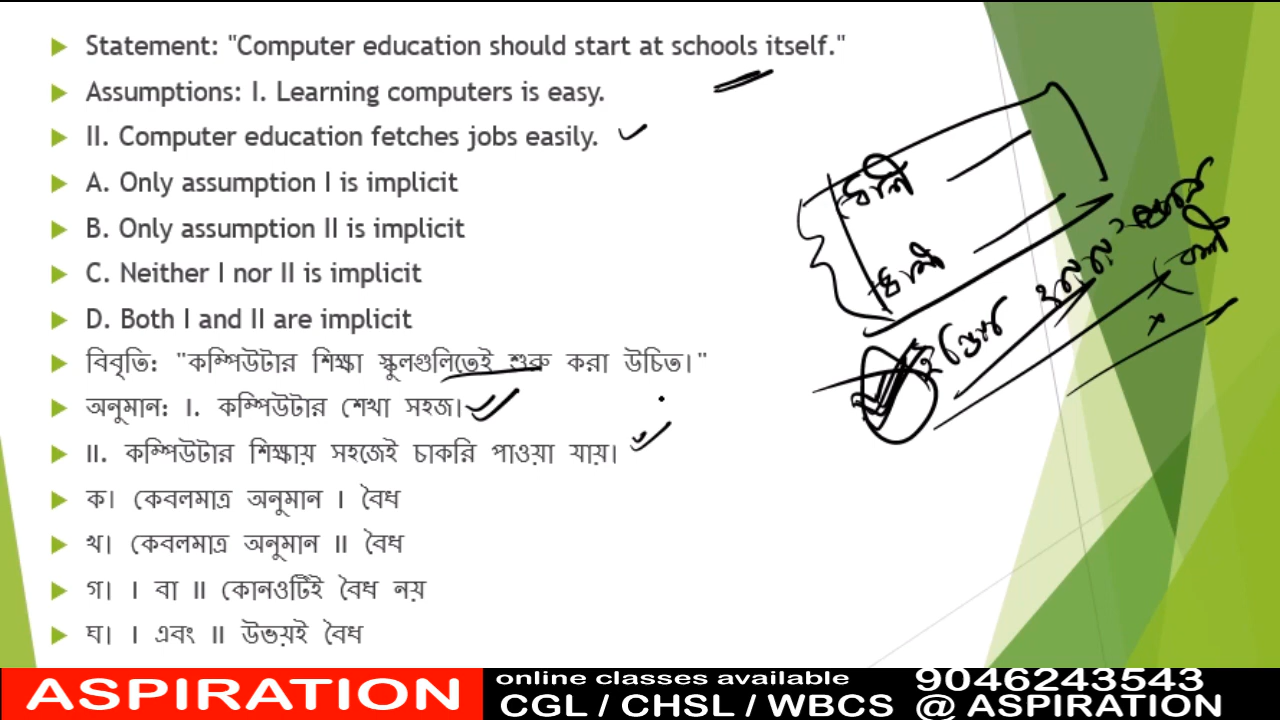 Statement: "Computer education should start at schools itself."
Assumptions: I. Learning computers is easy.
II. Computer education fetches jobs easily.
A. Only assumption I is implicit
B. Only assumption II is implicit
C. Neither I nor II is implicit
D. Both I and II are implicit
বিবৃতি: "কম্পিউটার শিক্ষা স্কুলগুলিতেই শুরু করা উচিত।"
অনুমান: I. কম্পিউটার শেখা সহজ।
II. কম্পিউটার শিক্ষায় সহজেই চাকরি পাওয়া যায়।
ক। কেবলমাত্র অনুমান I বৈধ
খ। কেবলমাত্র অনুমান II বৈধ
গ। I বা II কোনওটিই বৈধ নয়
ঘ। I এবং II উভয়ই বৈধ
ASPIRATION
online classes available
CGL / CHSL / WBCS
9046243543
@ ASPIRATION